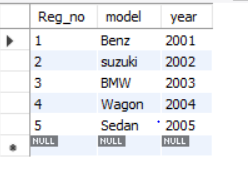 Reg_no model year
1 Benz 2001
2 suzuki 2002
3 BMW 2003
4 Wagon 2004
5 Sedan 2005
NULL NULL NULL